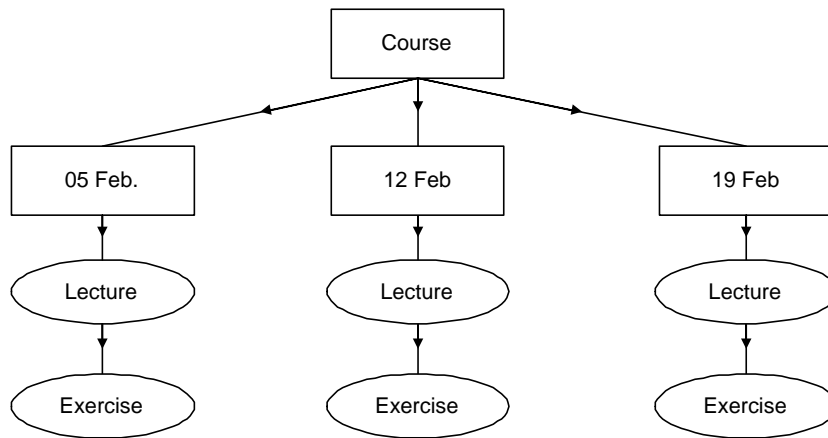 Course
05 Feb.
12 Feb
19 Feb
Lecture
Lecture
Lecture
Exercise
Exercise
Exercise